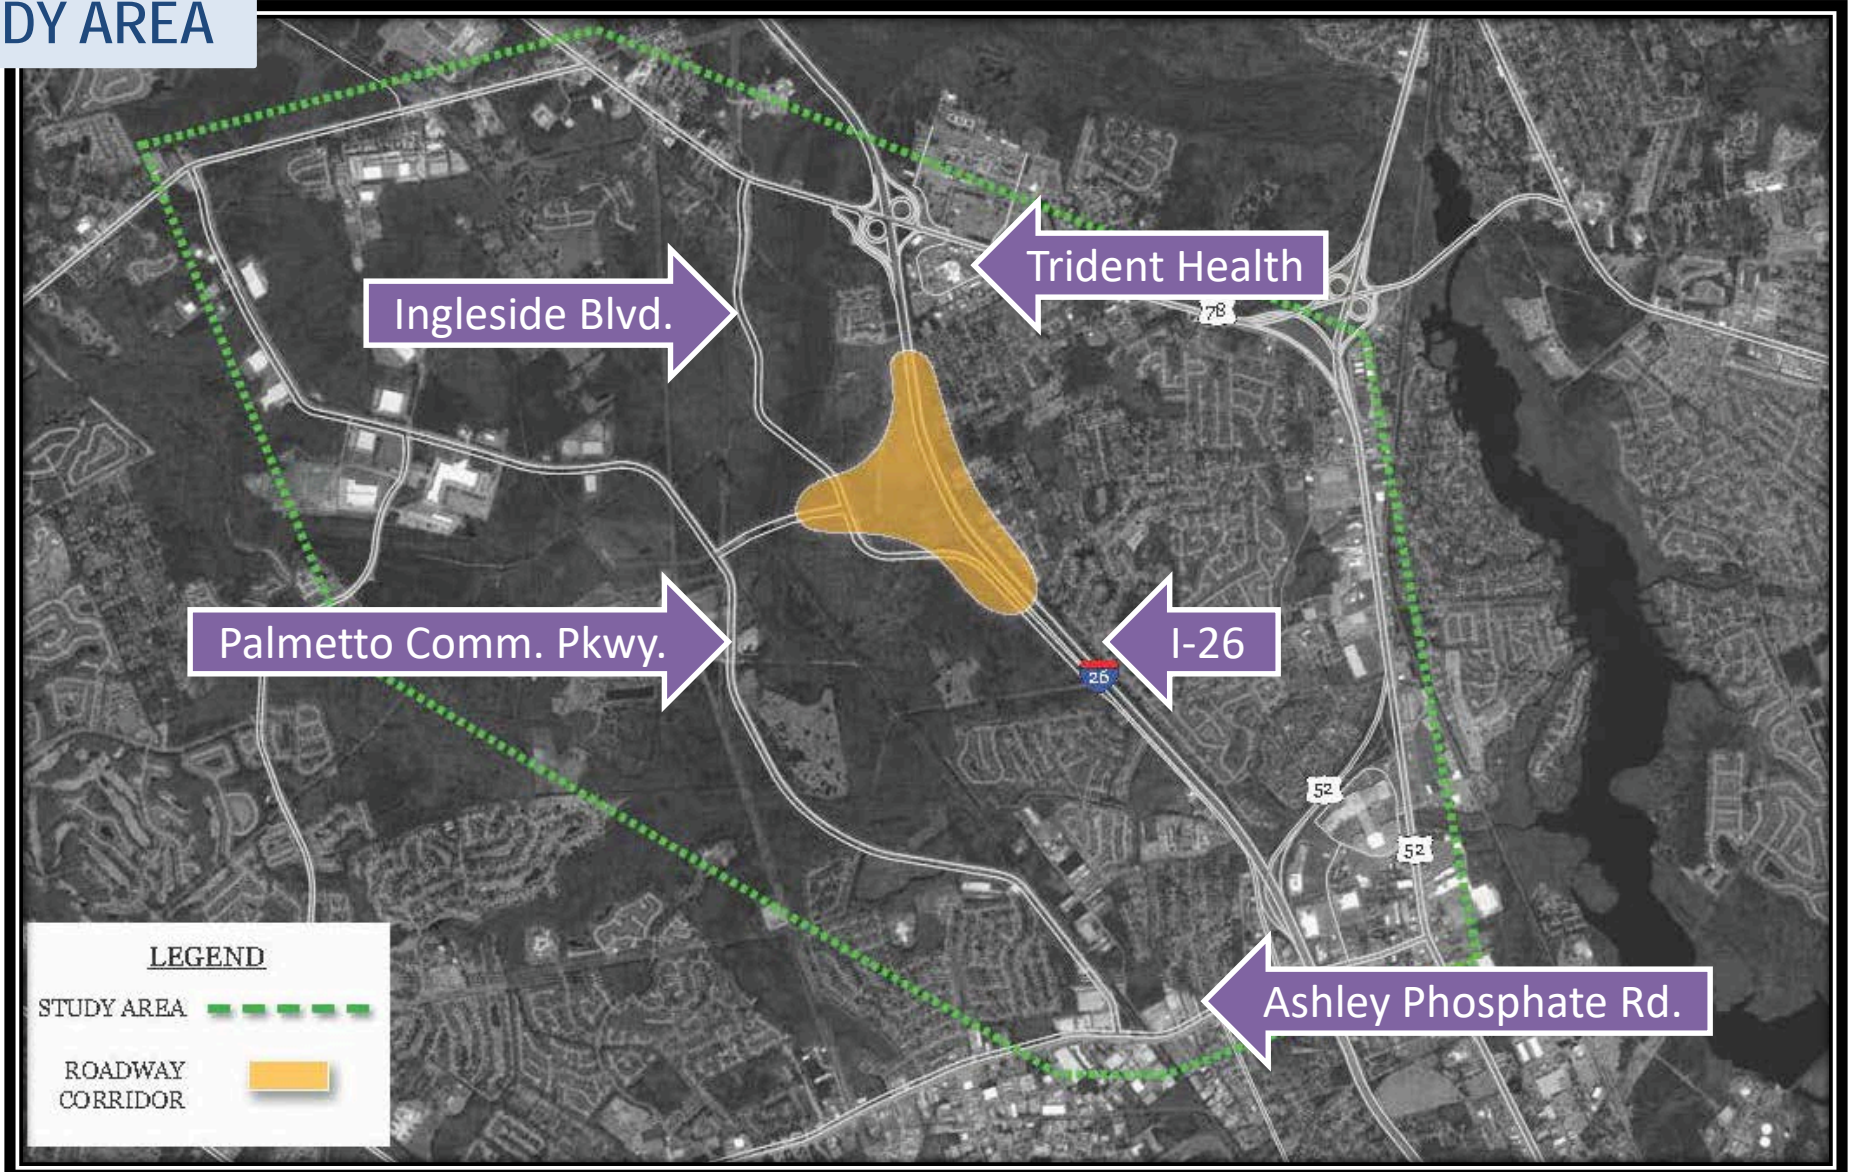 DY AREA
Trident Health
Ingleside Blvd.
78
Palmetto Comm. Pkwy.
I-26
26
52
52
LEGEND
STUDY AREA
ROADWAY
CORRIDOR
Ashley Phosphate Rd.